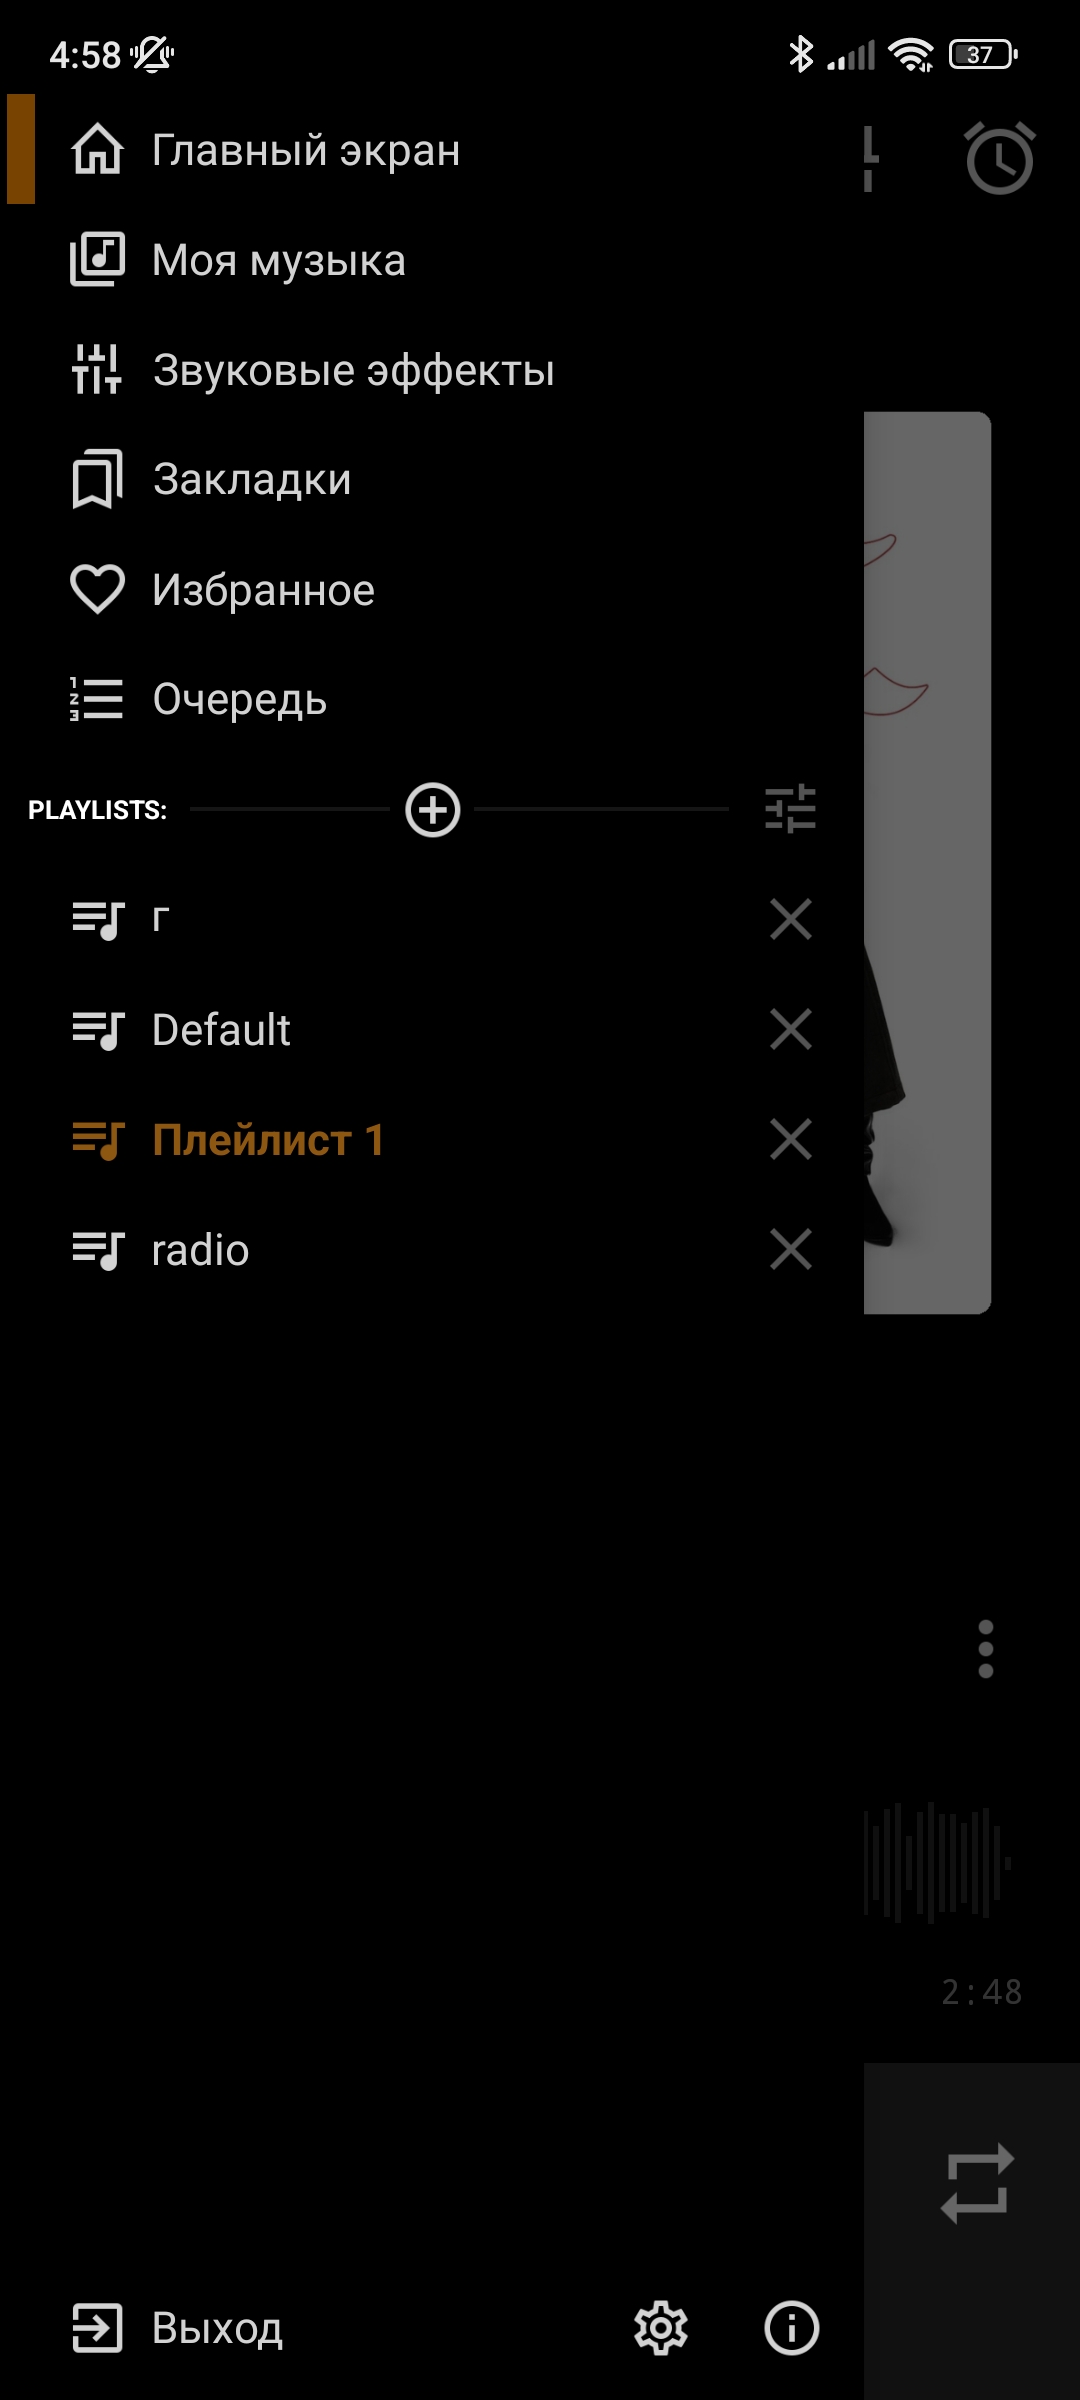 4:58
37
Главный экран
Моя музыка
Звуковые эффекты
Закладки
Избранное
Очередь
PLAYLISTS:
г
Default
Плейлист 1
radio
2:48
Выход